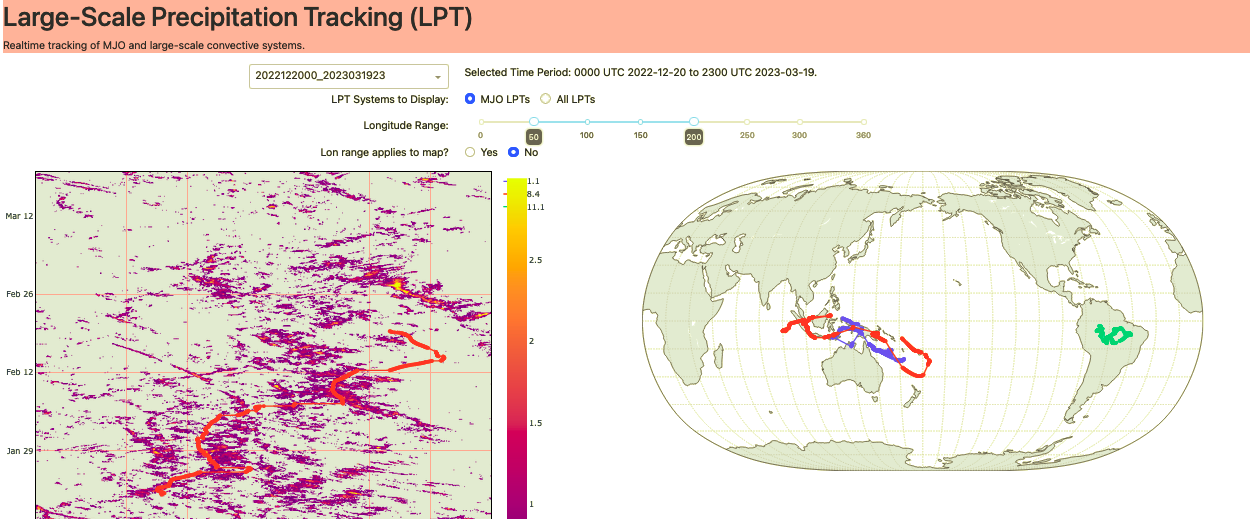 Large-Scale Precipitation Tracking (LPT)
Realtime tracking of MJO and large-scale convective systems.
2022122000_2023031923
Selected Time Period: 0000 UTC 2022-12-20 to 2300 UTC 2023-03-19.
LPT Systems to Display:
MJO LPTs
All LPTs
Longitude Range:
0 50 100 150 200 250 300 360
Lon range applies to map?
Yes
No
Mar 12
Feb 26
Feb 12
Jan 29
1.1
8.4
11.1
2.5
2
1.5
1